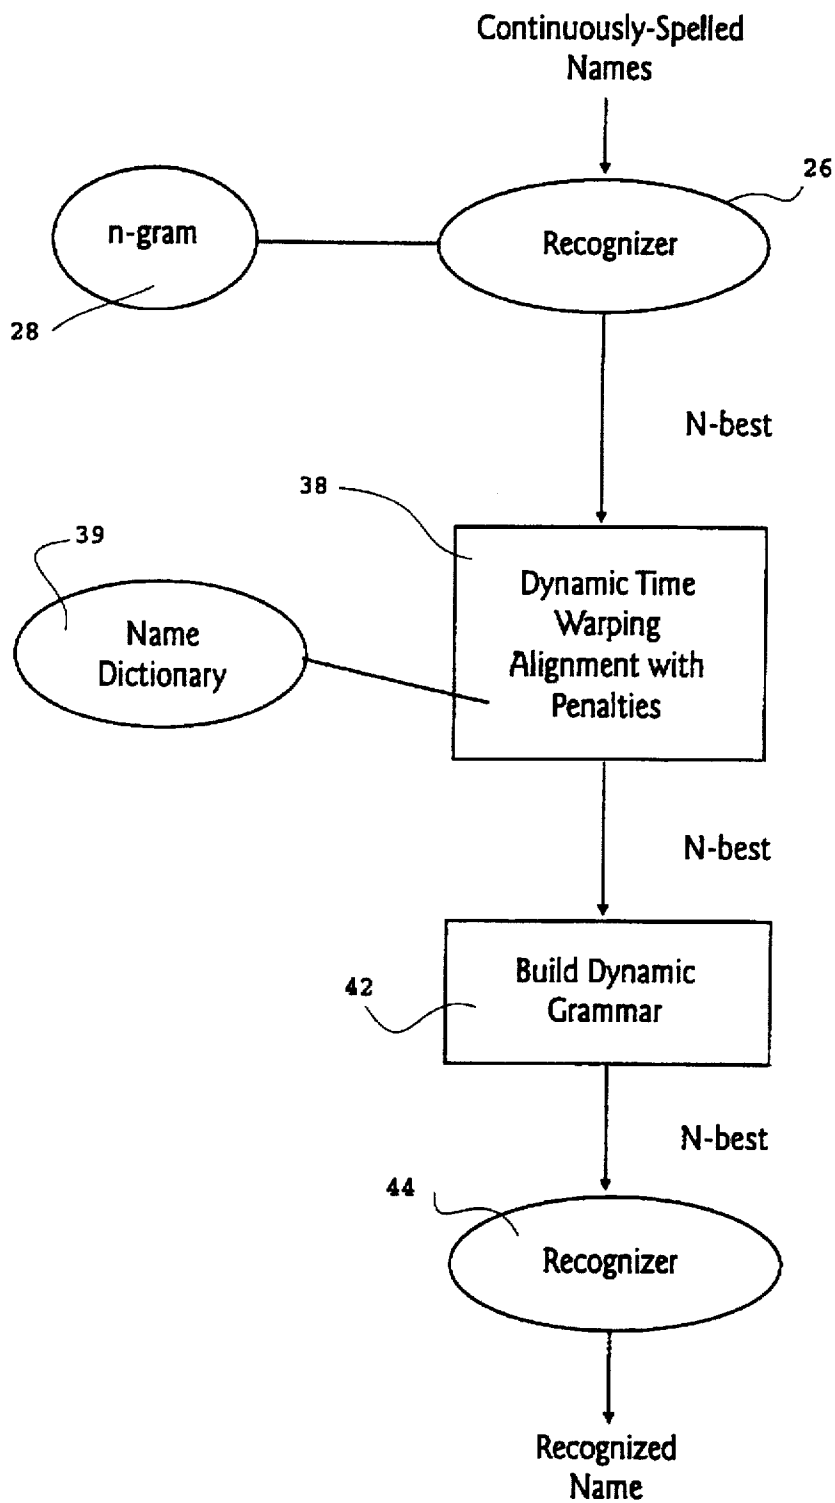 Continuously-Spelled
Names
26
n-gram
Recognizer
28
N-best
38
39
Dynamic Time
Warping
Alignment with
Penalties
Name
Dictionary
N-best
Build Dynamic
Grammar
42
N-best
44
Recognizer
Recognized
Name